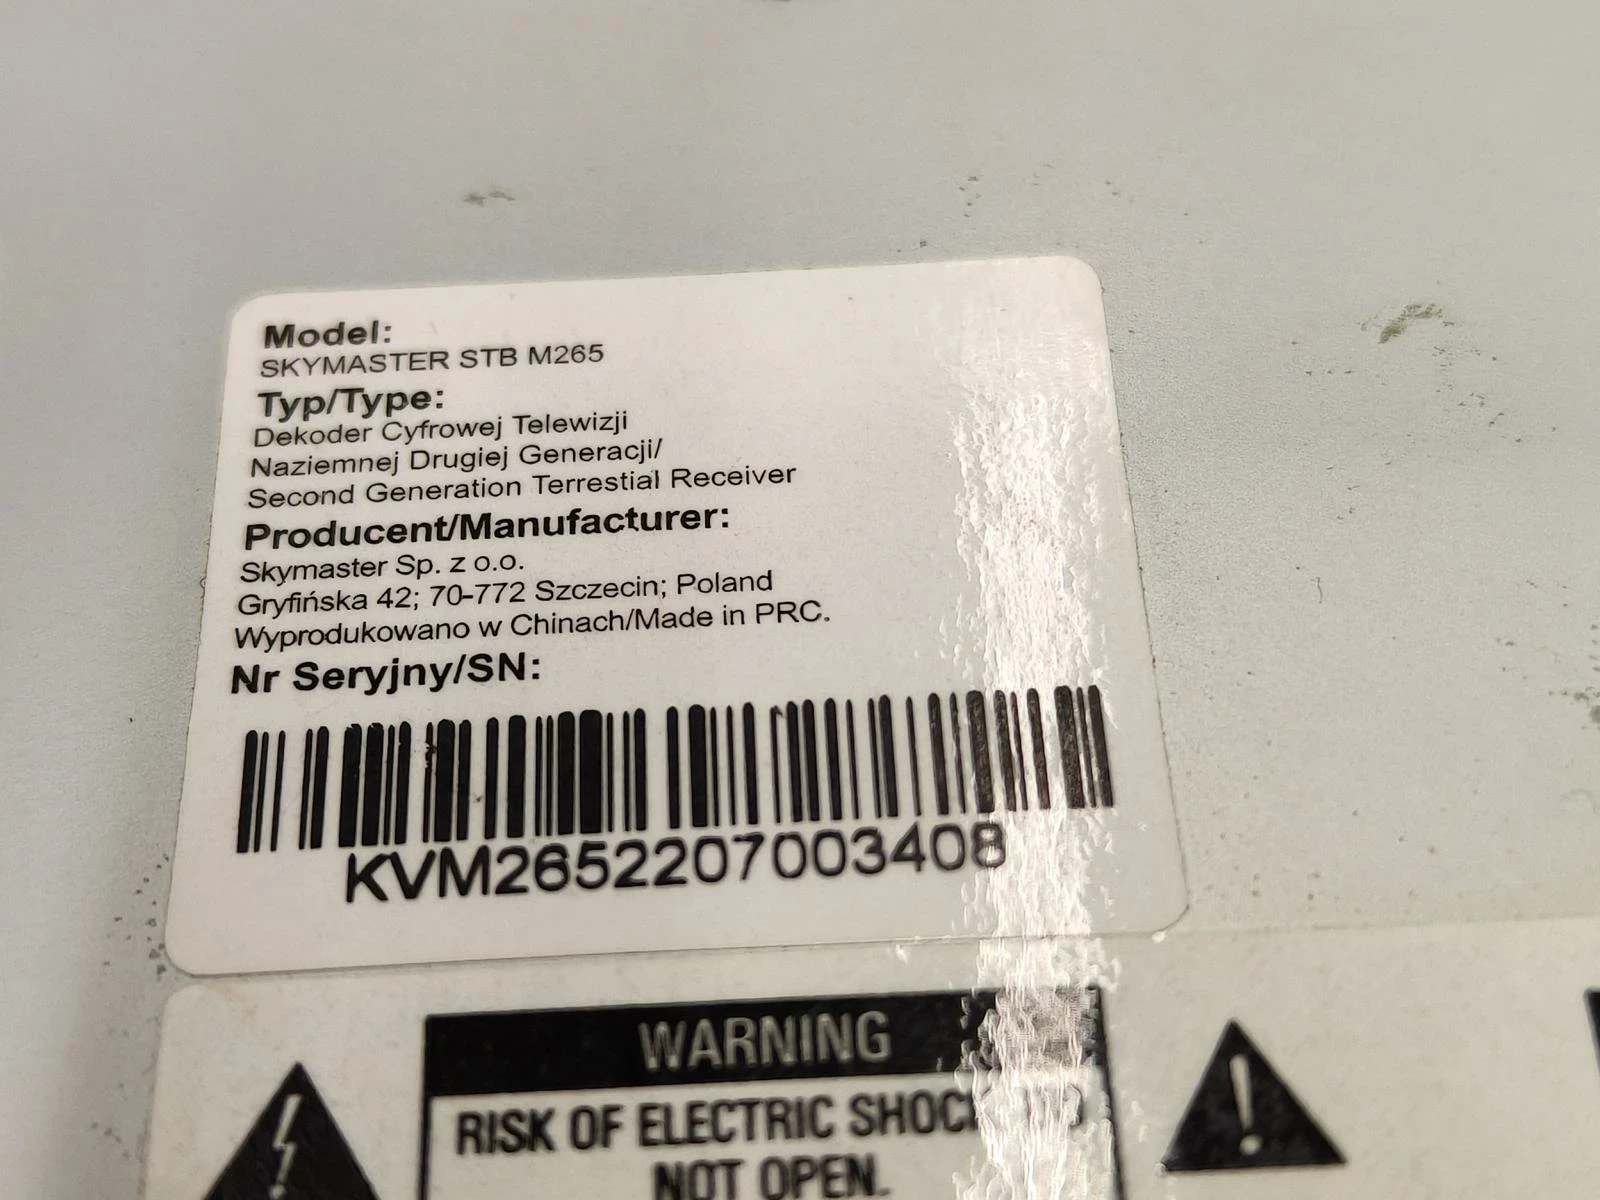 Model:
SKYMASTER STB M265
Typ/Type:
Dekoder Cyfrowej Telewizji
Naziemnej Drugiej Generacji/
Second Generation Terrestial Receiver
Producent/Manufacturer:
Skymaster Sp. z o.o.
Gryfińska 42; 70-772 Szczecin; Poland
Wyprodukowano w Chinach/Made in PRC.
Nr Seryjny/SN:
KVM2652207003408
WARNING
RISK OF ELECTRIC SHOCK
NOT OPEN.